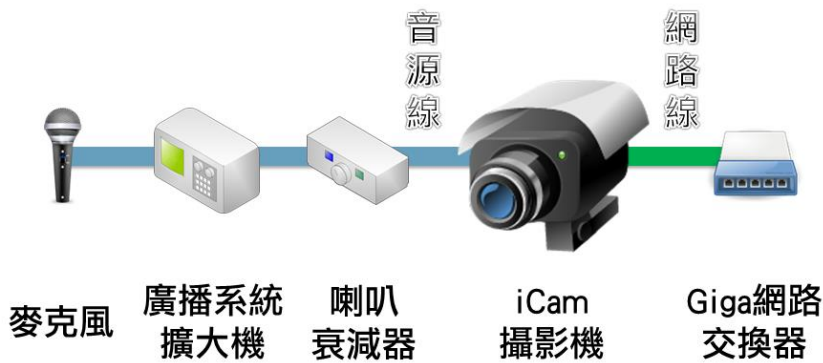 音源線
網路線
麥克風
廣播系統
擴大機
喇叭
衰減器
iCam
攝影機
Giga網路
交換器